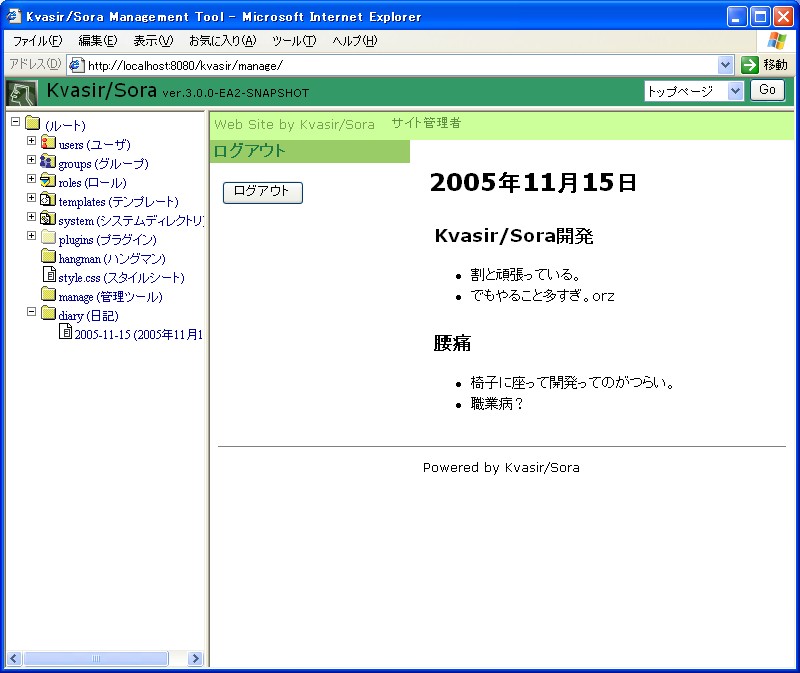 Kvasir/Sora Management Tool - Microsoft Internet Explorer
ファイル(F) 編集(E) 表示(V) お気に入り(A) ツール(T) ヘルプ(H)
アドレス(D) http://localhost:8080/kvasir/manage/ 移動
Kvasir/Sora ver.3.0.0-EA2-SNAPSHOT トップページ Go
(ルート)
users (ユーザ)
groups (グループ)
roles (ロール)
templates (テンプレート)
system (システムディレクトリ)
plugins (プラグイン)
hangman (ハングマン)
style.css (スタイルシート)
manage (管理ツール)
diary (日記)
2005-11-15 (2005年11月1
Web Site by Kvasir/Sora サイト管理者
ログアウト
ログアウト
2005年11月15日
Kvasir/Sora開発
• 割と頑張っている。
• でもやること多すぎ。orz
腰痛
• 椅子に座って開発ってのがつらい。
• 職業病？
Powered by Kvasir/Sora